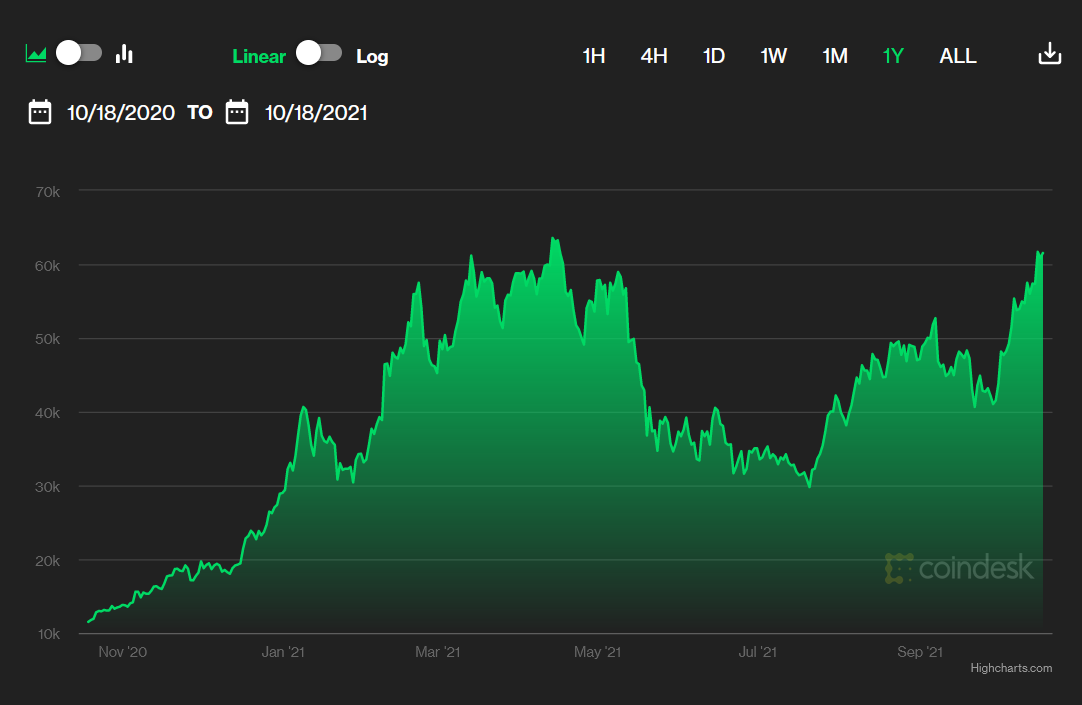 Linear Log 1H 4H 1D 1W 1M 1Y ALL
10/18/2020 TO 10/18/2021
70k
60k
50k
40k
30k
20k
coindesk
10k
Nov '20 Jan '21 Mar '21 May '21 Jul '21 Sep '21
Highcharts.com